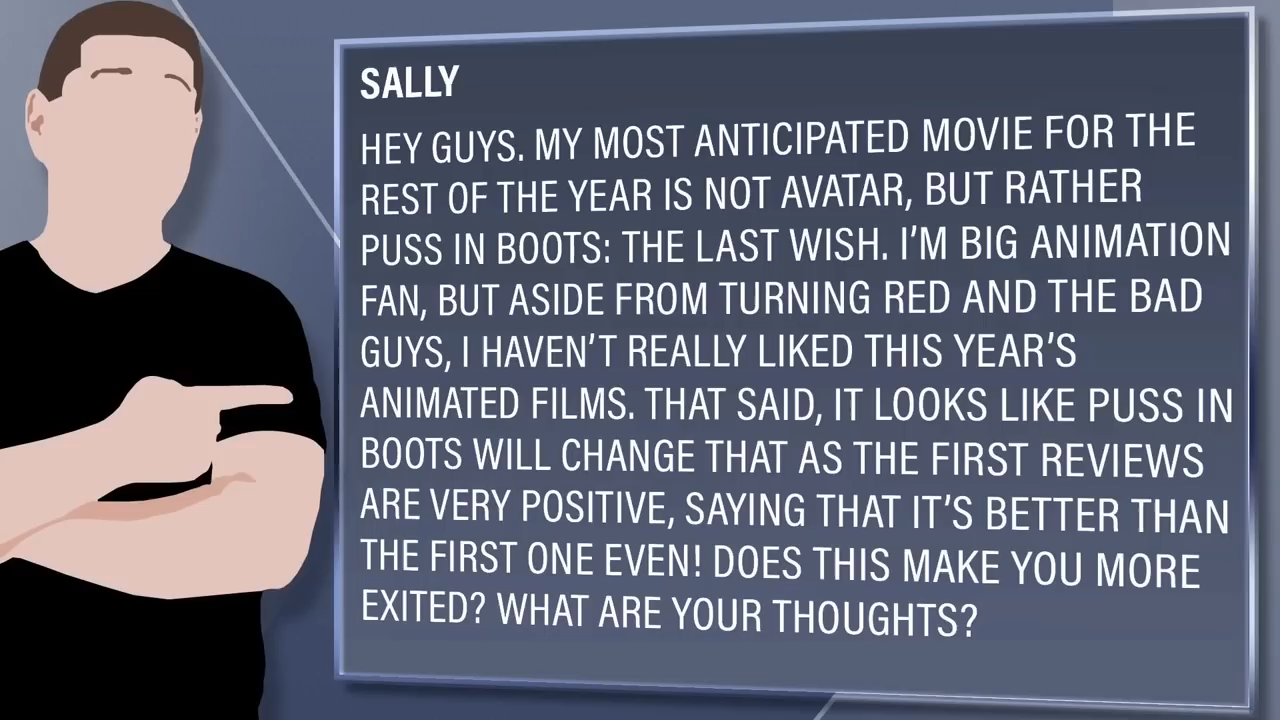 SALLY
HEY GUYS. MY MOST ANTICIPATED MOVIE FOR THE
REST OF THE YEAR IS NOT AVATAR, BUT RATHER
PUSS IN BOOTS: THE LAST WISH. I'M BIG ANIMATION
FAN, BUT ASIDE FROM TURNING RED AND THE BAD
GUYS, I HAVEN'T REALLY LIKED THIS YEAR'S
ANIMATED FILMS. THAT SAID, IT LOOKS LIKE PUSS IN
BOOTS WILL CHANGE THAT AS THE FIRST REVIEWS
ARE VERY POSITIVE, SAYING THAT IT'S BETTER THAN
THE FIRST ONE EVEN! DOES THIS MAKE YOU MORE
EXITED? WHAT ARE YOUR THOUGHTS?